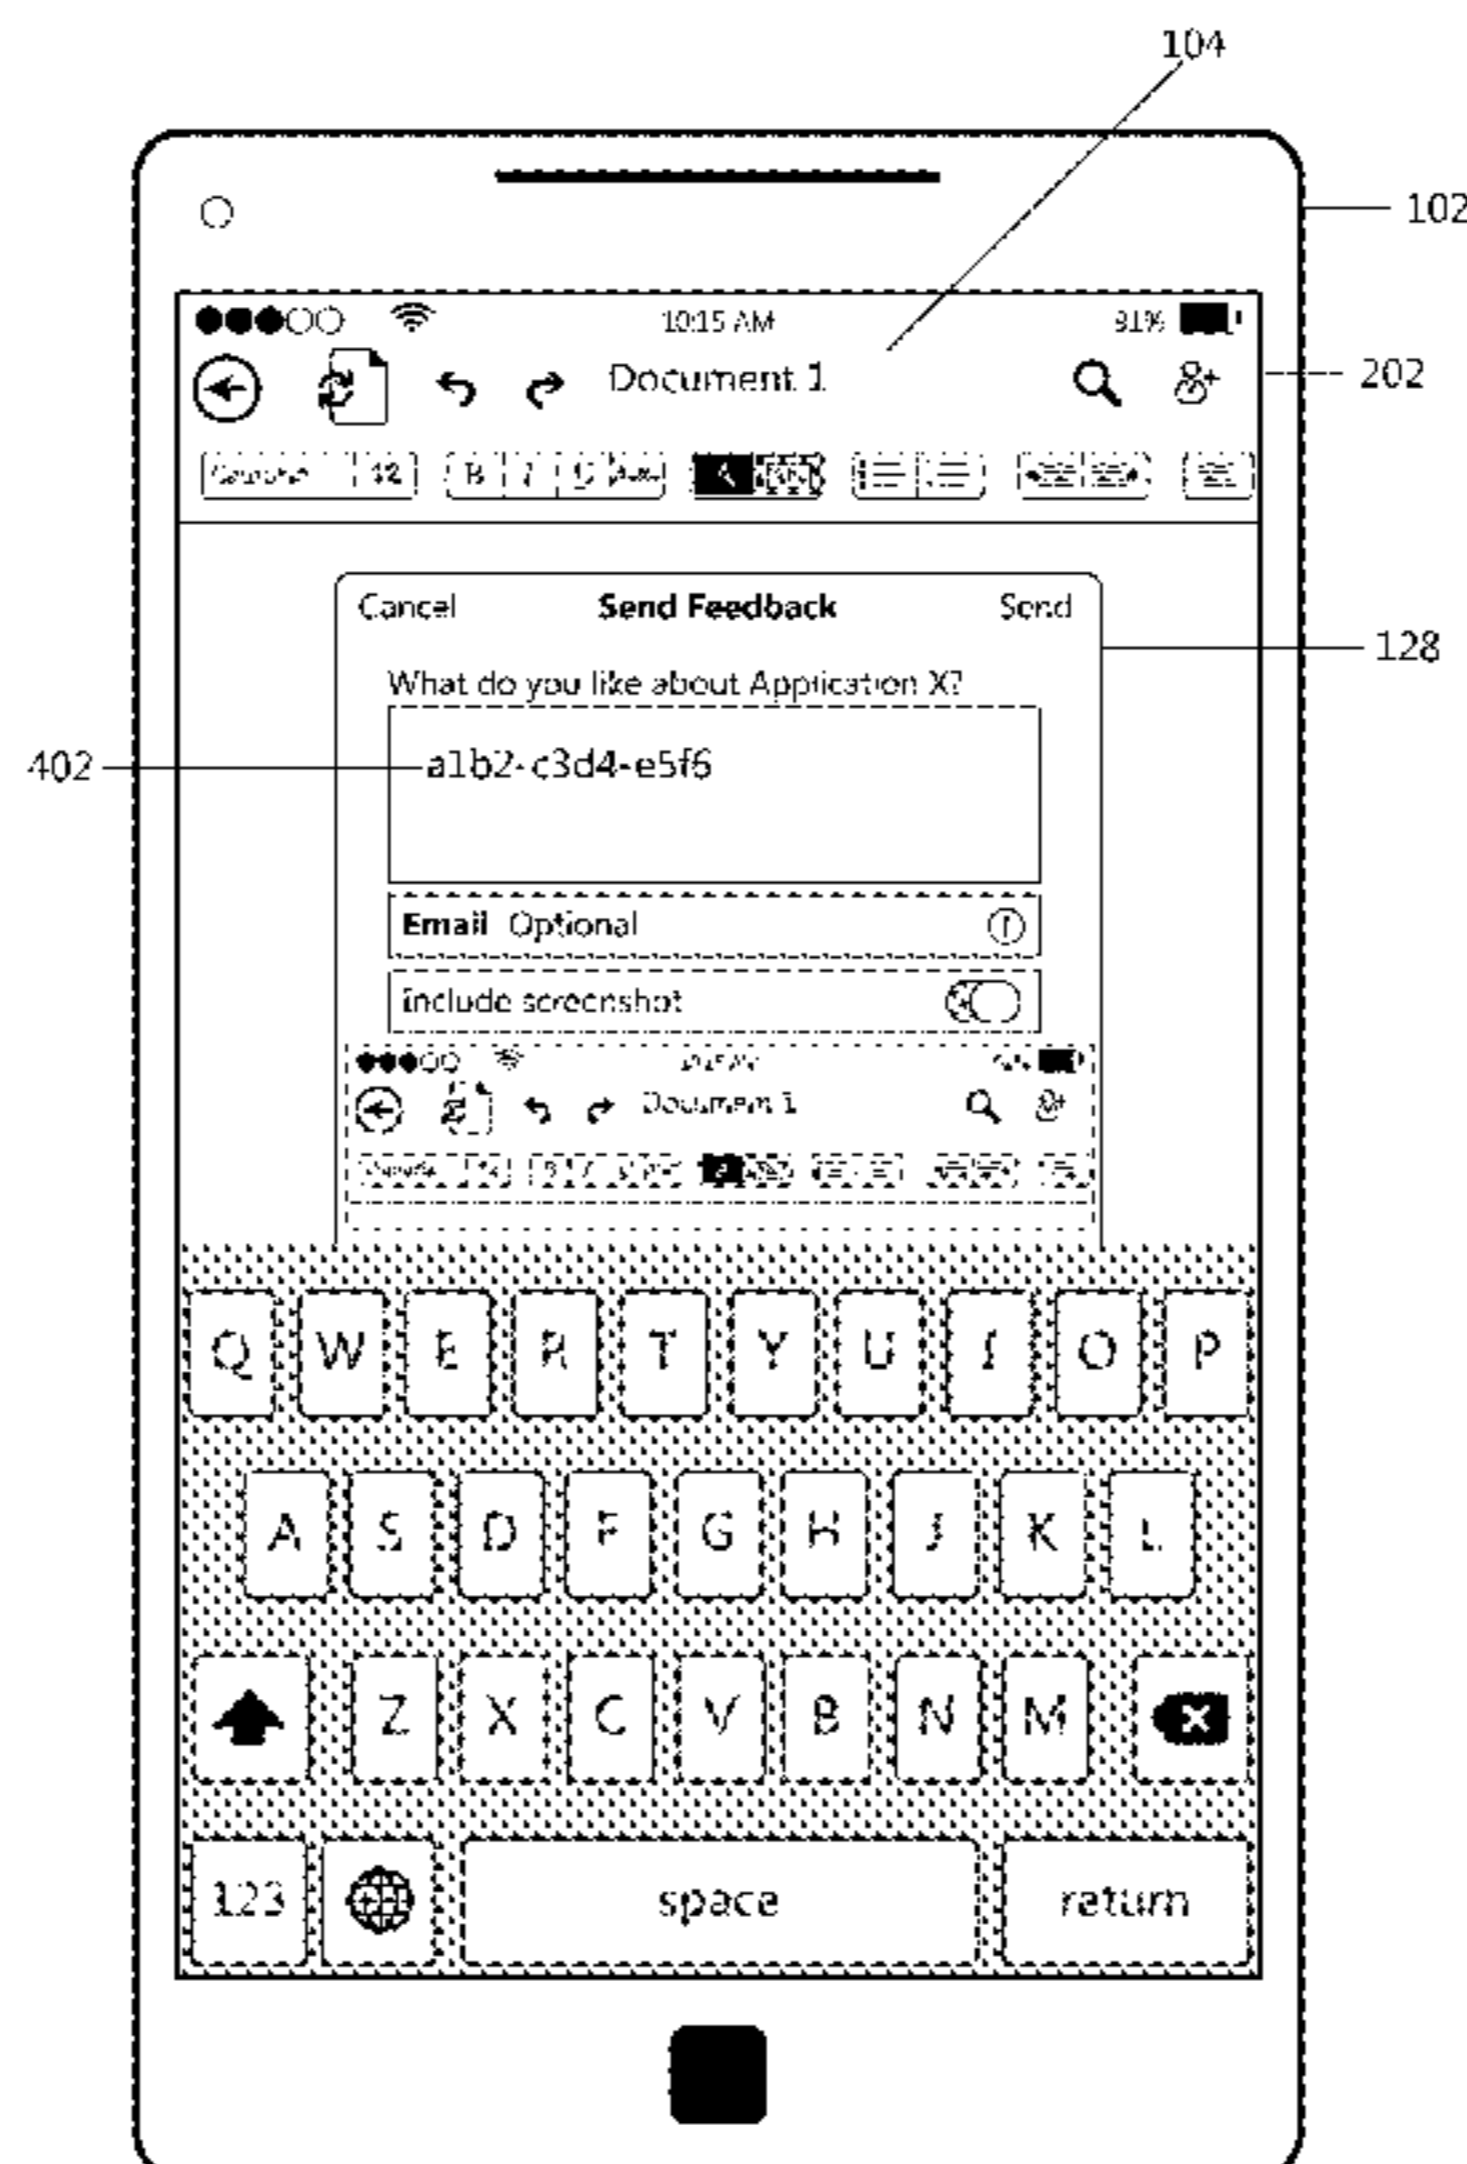 104
102
10:15 AM 91%
Document 1
202
12 B I U
Cancel Send Feedback Send
128
What do you like about Application X?
402
a1b2-c3d4-e5f6
Email Optional
Include screenshot
Document 1
Q W E R T Y U I O P
A S D F G H J K L
Z X C V B N M
123 space return